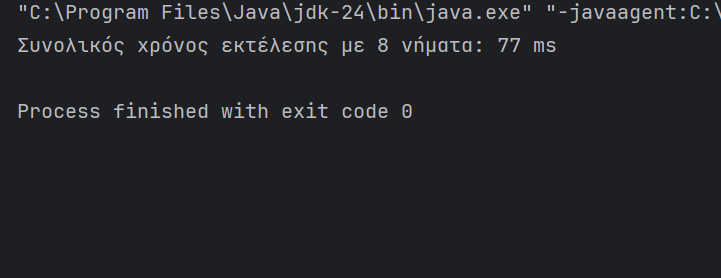 "C:\Program Files\Java\jdk-24\bin\java.exe" "-javaagent:C:\
Συνολικός χρόνος εκτέλεσης με 8 νήματα: 77 ms
Process finished with exit code 0